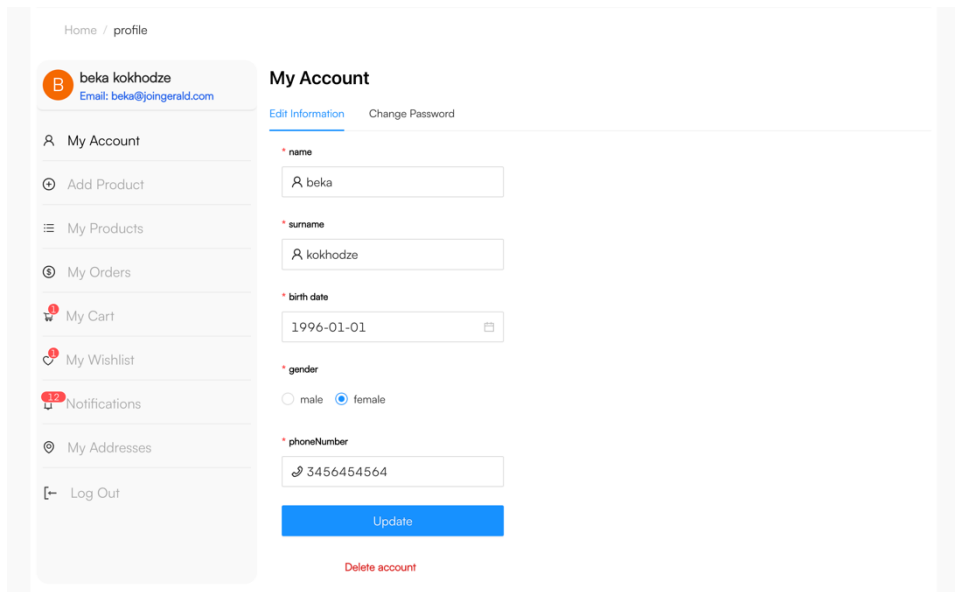 Home / profile
B
beka kokhodze
Email: beka@joingerald.com
My Account
Add Product
My Products
My Orders
1
My Cart
1
My Wishlist
12
Notifications
My Addresses
Log Out
My Account
Edit Information Change Password
* name
beka
* surname
kokhodze
* birth date
1996-01-01
* gender
male female
* phoneNumber
3456454564
Update
Delete account